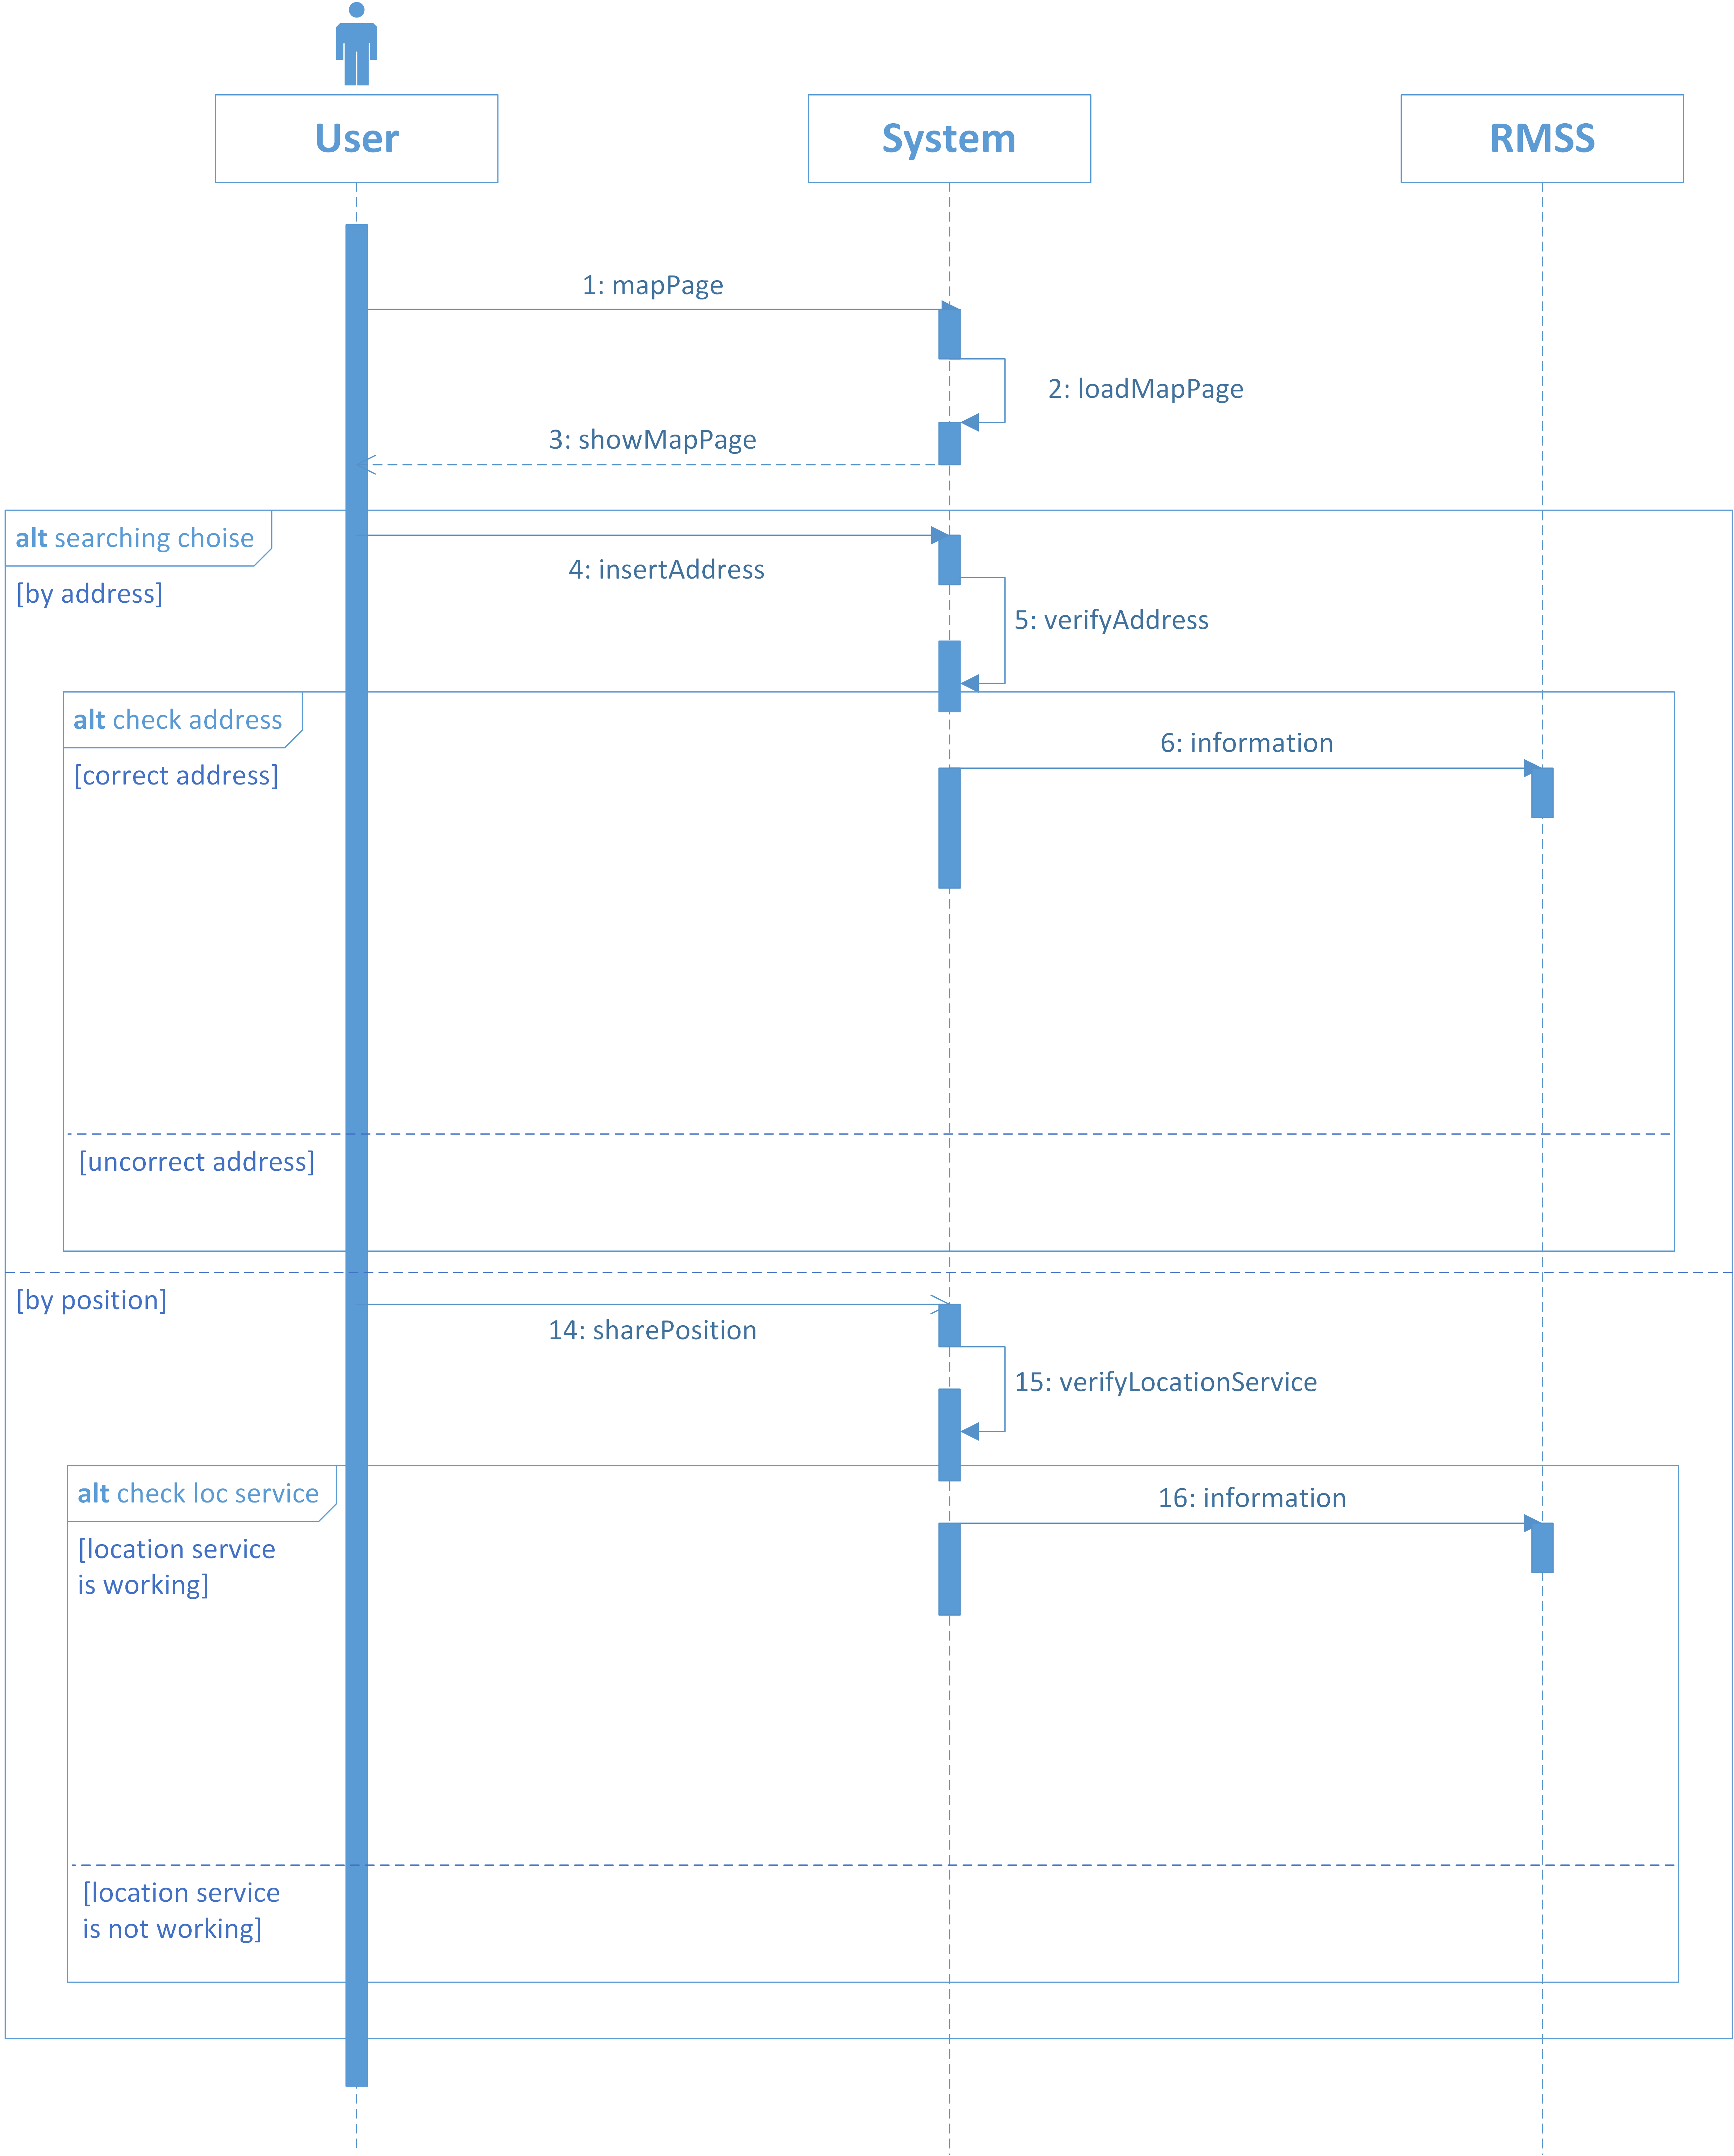 User
System
RMSS
1: mapPage
2: loadMapPage
3: showMapPage
alt searching choise
4: insertAddress
[by address]
5: verifyAddress
alt check address
6: information
[correct address]
[uncorrect address]
[by position]
14: sharePosition
15: verifyLocationService
alt check loc service
16: information
[location service
is working]
[location service
is not working]